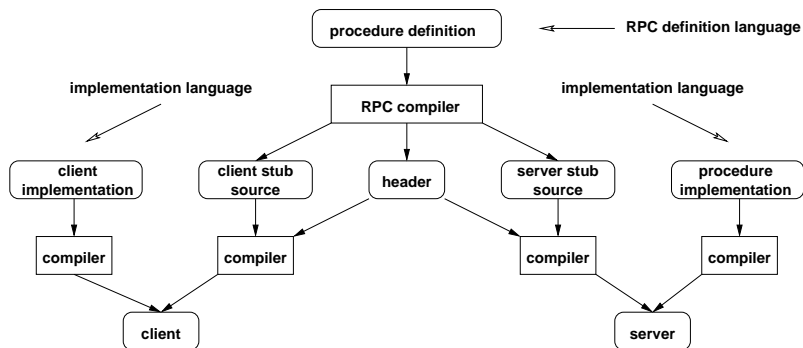 procedure definition
RPC definition language
implementation language
implementation language
RPC compiler
client
implementation
client stub
source
header
server stub
source
procedure
implementation
compiler
compiler
compiler
compiler
client
server